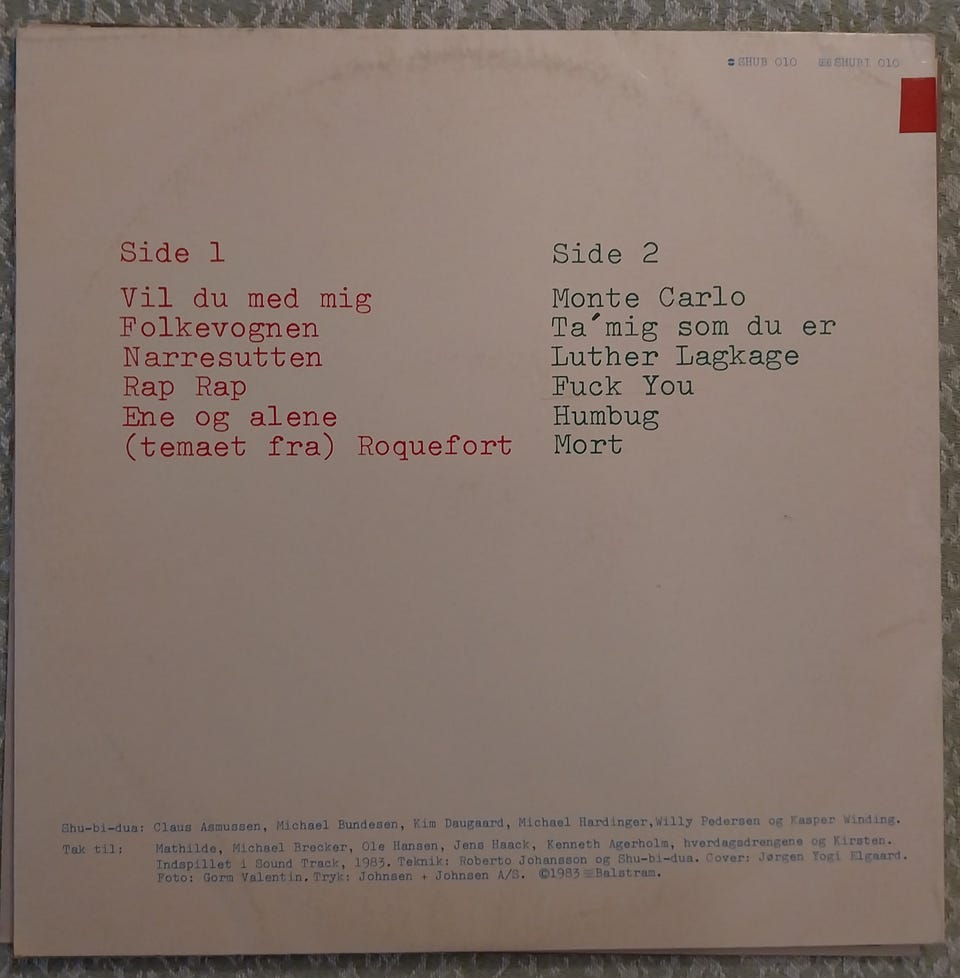 SHUB 010 SHUBI 010
Side 1
Vil du med mig
Folkevognen
Narresutten
Rap Rap
Ene og alene
(temaet fra) Roquefort
Side 2
Monte Carlo
Ta´mig som du er
Luther Lagkage
Fuck You
Humbug
Mort
Shu-bi-dua: Claus Asmussen, Michael Bundesen, Kim Daugaard, Michael Hardinger,Willy Pedersen og Kasper Winding.
Tak til: Mathilde, Michael Brecker, Ole Hansen, Jens Haack, Kenneth Agerholm, hverdagsdrengene og Kirsten.
Indspillet i Sound Track, 1983. Teknik: Roberto Johansson og Shu-bi-dua. Cover: Jørgen Yogi Elgaard.
Foto: Gorm Valentin. Tryk: Johnsen + Johnsen A/S. ©1983 Balstram.